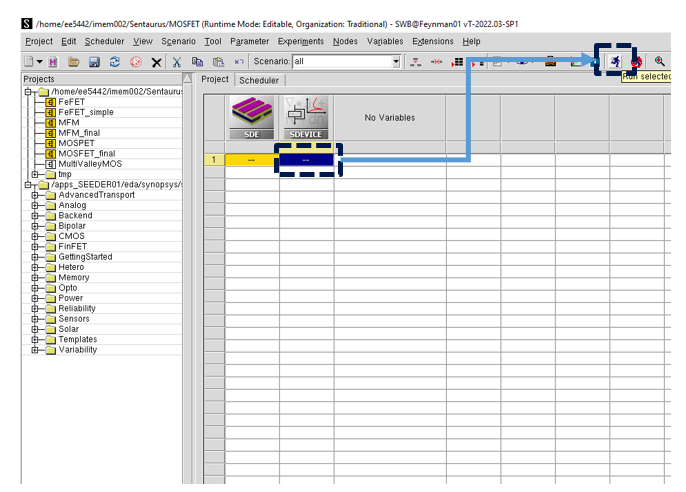 /home/ee5442/imem002/Sentaurus/MOSFET (Runtime Mode: Editable, Organization: Traditional) - SWB@Feynman01 vT-2022.03-SP1
Project Edit Scheduler View Scenario Tool Parameter Experiments Nodes Variables Extensions Help
Scenario: all
Run selected
Projects
/home/ee5442/imem002/Sentaurus
FeFET
FeFET_simple
MFM
MFM_final
MOSPET
MOSFET_final
MultiValleyMOS
tmp
/apps_SEEDER01/eda/synopsys/s
AdvancedTransport
Analog
Backend
Bipolar
CMOS
FinFET
GettingStarted
Hetero
Memory
Opto
Power
Reliability
Sensors
Solar
Templates
Variability
Project Scheduler
SDE SDEVICE No Variables
1 -- --